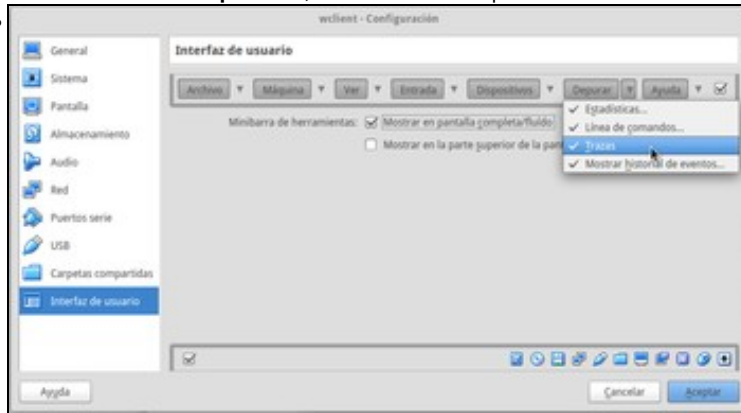 wclient - Configuración
General
Sistema
Pantalla
Almacenamiento
Audio
Red
Puertos serie
USB
Carpetas compartidas
Interfaz de usuario
Interfaz de usuario
Archivo Máquina Ver Entrada Dispositivos Depurar Ayuda
Minibarra de herramientas: Mostrar en pantalla completa/fluido
Mostrar en la parte superior de la pan
Estadísticas...
Línea de comandos...
Trazas
Mostrar historial de eventos...
Ayuda
Cancelar
Aceptar